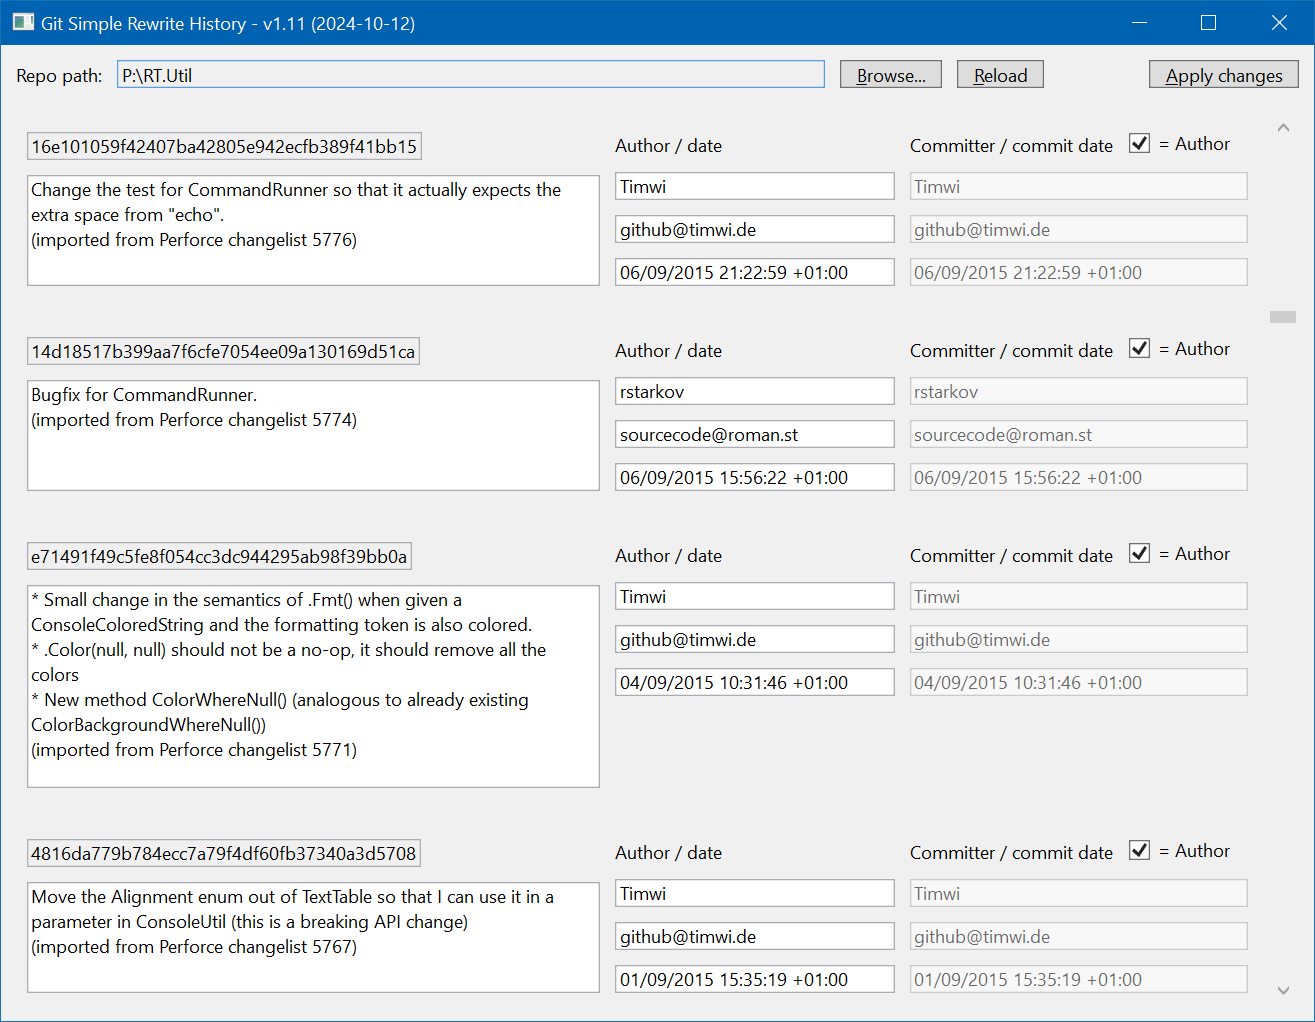 Git Simple Rewrite History - v1.11 (2024-10-12)
Repo path: P:\RT.Util Browse... Reload Apply changes
16e101059f42407ba42805e942ecfb389f41bb15
Author / date
Committer / commit date = Author
Change the test for CommandRunner so that it actually expects the
extra space from "echo".
(imported from Perforce changelist 5776)
Timwi
github@timwi.de
06/09/2015 21:22:59 +01:00
Timwi
github@timwi.de
06/09/2015 21:22:59 +01:00
14d18517b399aa7f6cfe7054ee09a130169d51ca
Author / date
Committer / commit date = Author
Bugfix for CommandRunner.
(imported from Perforce changelist 5774)
rstarkov
sourcecode@roman.st
06/09/2015 15:56:22 +01:00
rstarkov
sourcecode@roman.st
06/09/2015 15:56:22 +01:00
e71491f49c5fe8f054cc3dc944295ab98f39bb0a
Author / date
Committer / commit date = Author
* Small change in the semantics of .Fmt() when given a
ConsoleColoredString and the formatting token is also colored.
* .Color(null, null) should not be a no-op, it should remove all the
colors
* New method ColorWhereNull() (analogous to already existing
ColorBackgroundWhereNull())
(imported from Perforce changelist 5771)
Timwi
github@timwi.de
04/09/2015 10:31:46 +01:00
Timwi
github@timwi.de
04/09/2015 10:31:46 +01:00
4816da779b784ecc7a79f4df60fb37340a3d5708
Author / date
Committer / commit date = Author
Move the Alignment enum out of TextTable so that I can use it in a
parameter in ConsoleUtil (this is a breaking API change)
(imported from Perforce changelist 5767)
Timwi
github@timwi.de
01/09/2015 15:35:19 +01:00
Timwi
github@timwi.de
01/09/2015 15:35:19 +01:00